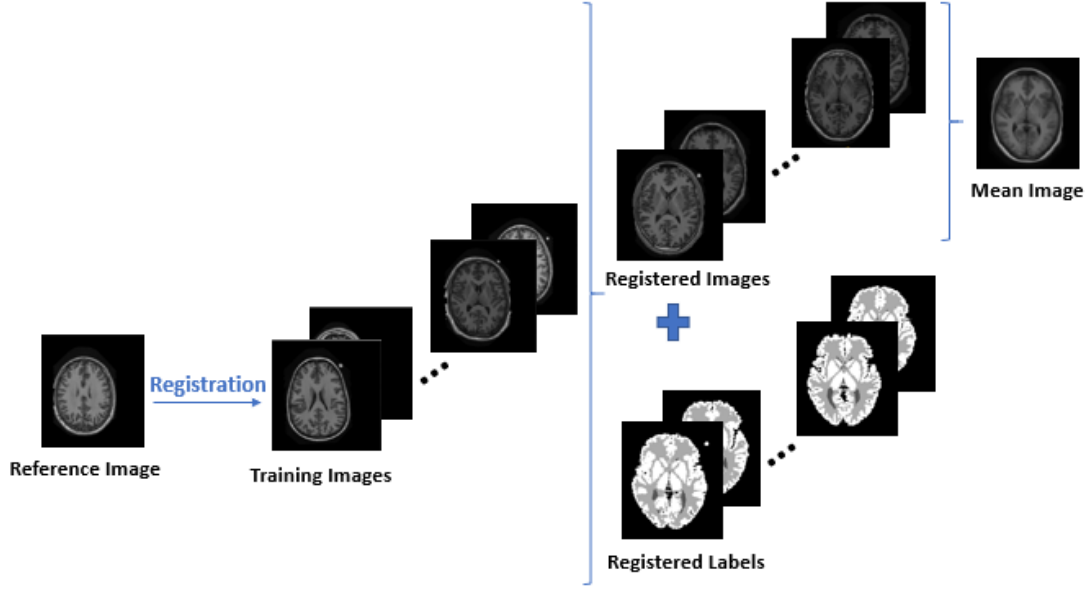 Reference Image
Registration
Training Images
Registered Images
Registered Labels
Mean Image